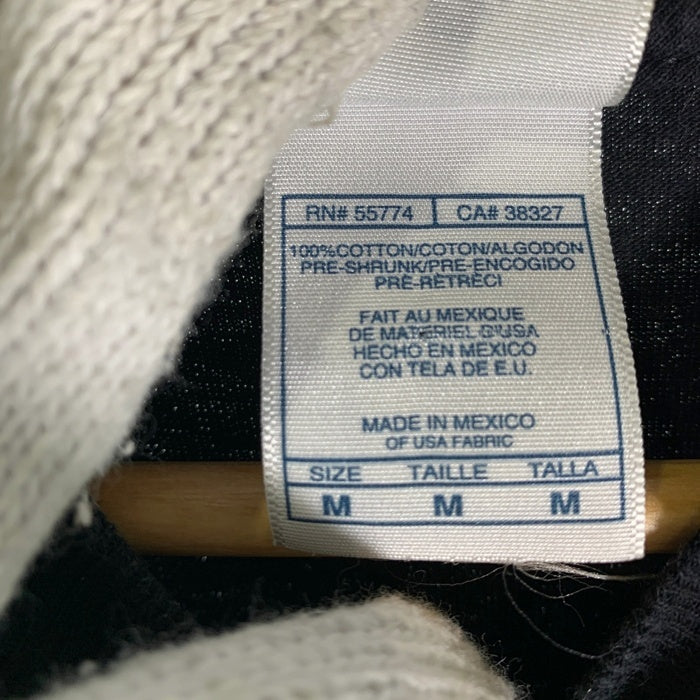 RN# 55774 CA# 38327
100%COTTON/COTON/ALGODON
PRE-SHRUNK/PRE-ENCOGIDO
PRÉ-RÉTRÉCI
FAIT AU MEXIQUE
DE MATERIEL D'USA
HECHO EN MEXICO
CON TELA DE E.U.
MADE IN MEXICO
OF USA FABRIC
SIZE TAILLE TALLA
M M M